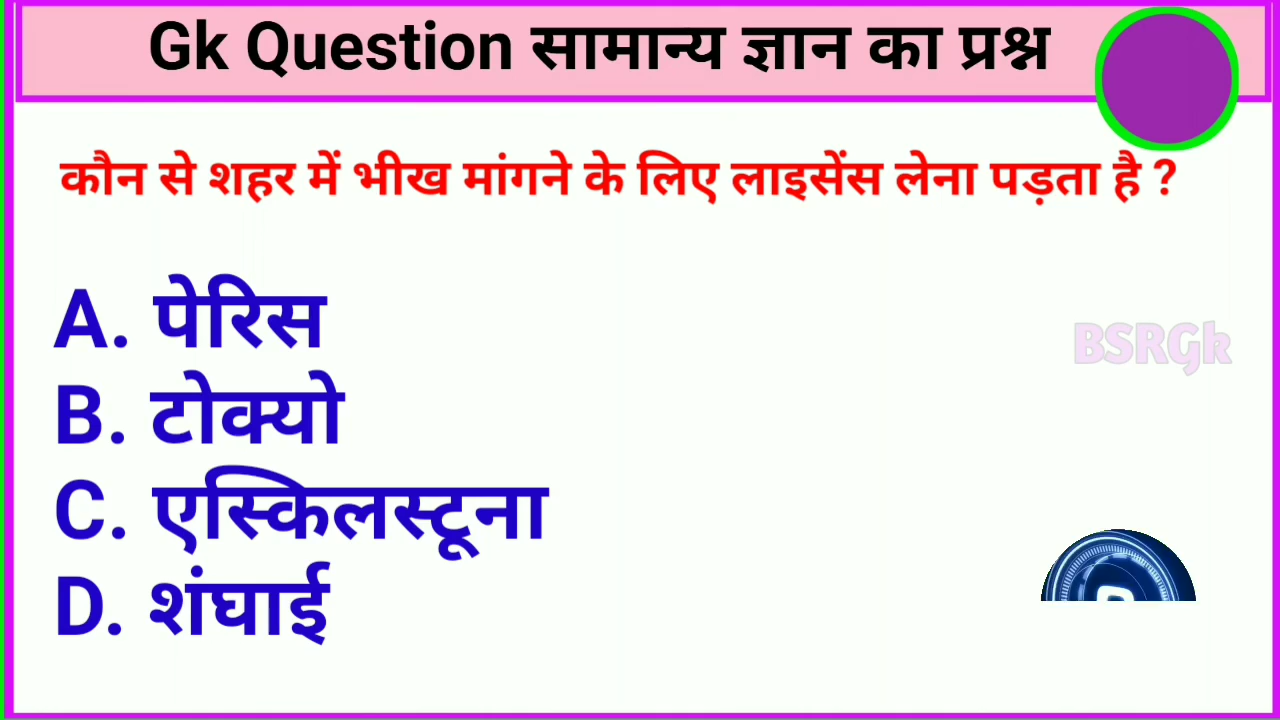 Gk Question सामान्य ज्ञान का प्रश्न
कौन से शहर में भीख मांगने के लिए लाइसेंस लेना पड़ता है ?
A. पेरिस
BSRGk
B. टोक्यो
C. एस्किलस्टूना
D. शंघाई